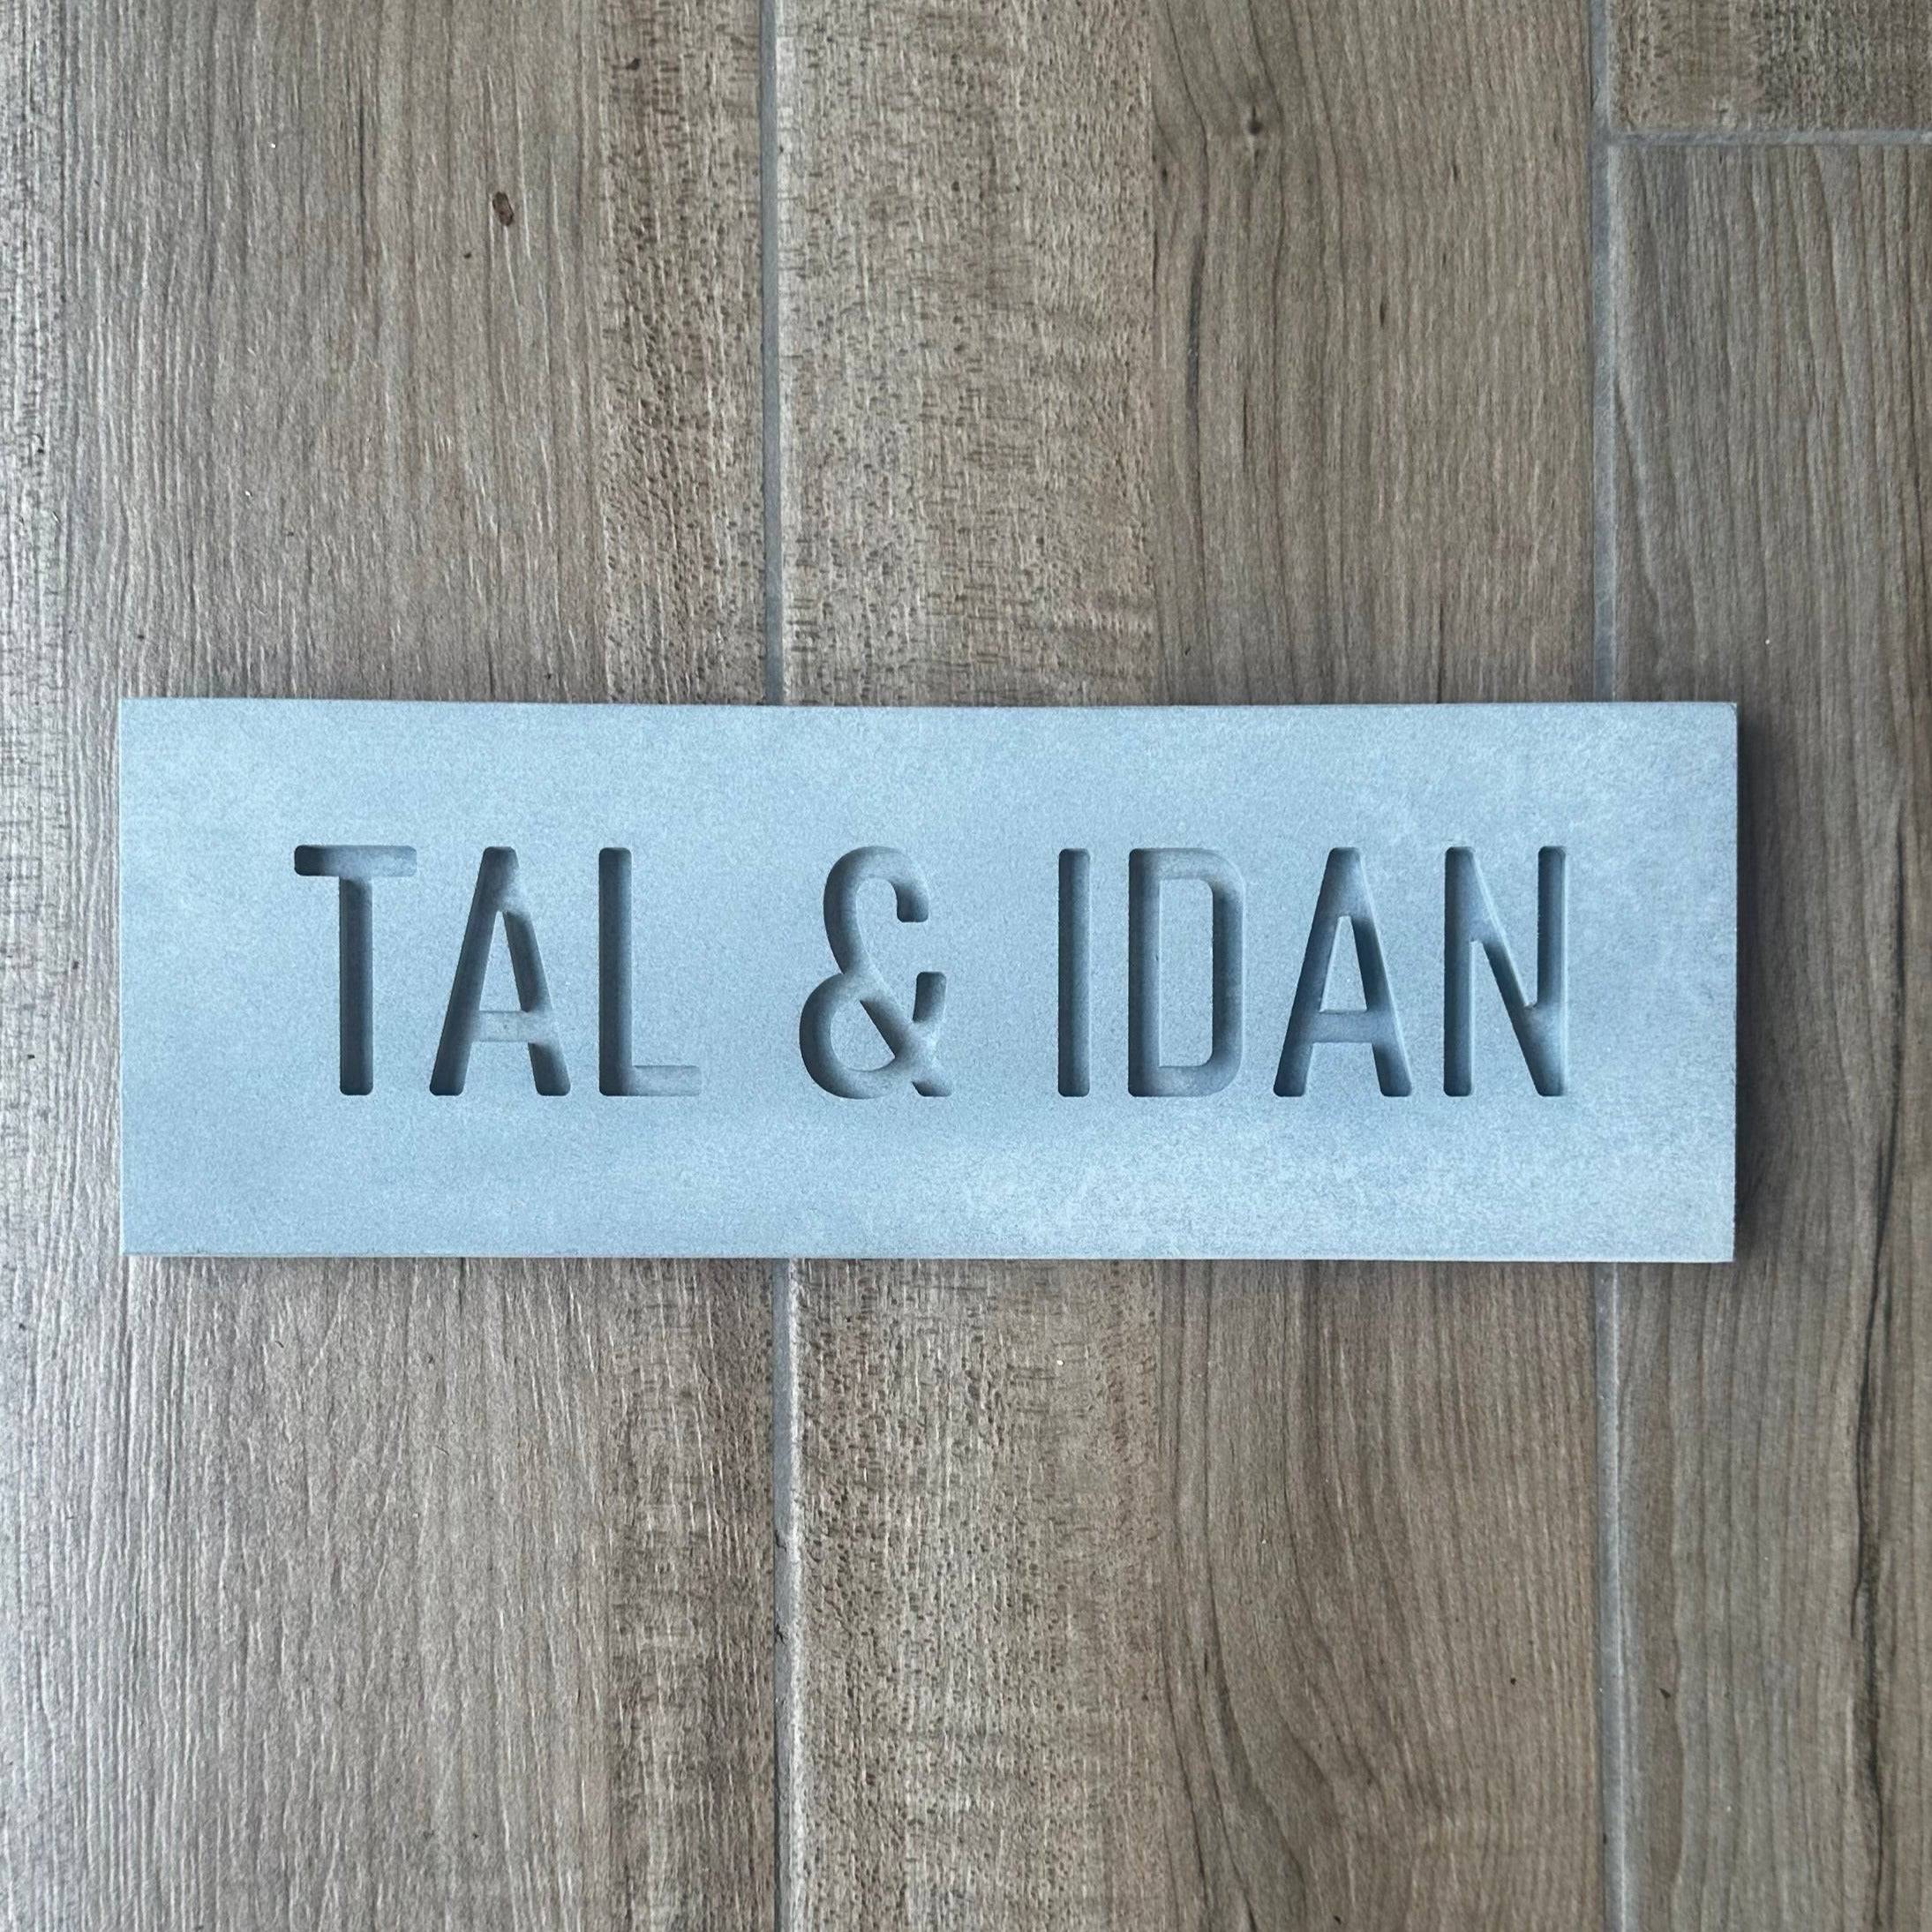 TAL & IDAN